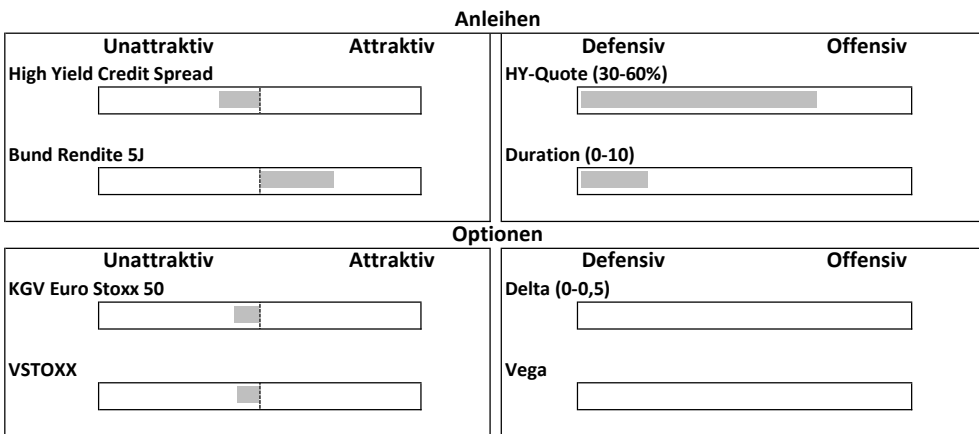 Anleihen
Unattraktiv Attraktiv
High Yield Credit Spread
Bund Rendite 5J
Defensiv Offensiv
HY-Quote (30-60%)
Duration (0-10)
Optionen
Unattraktiv Attraktiv
KGV Euro Stoxx 50
VSTOXX
Defensiv Offensiv
Delta (0-0,5)
Vega